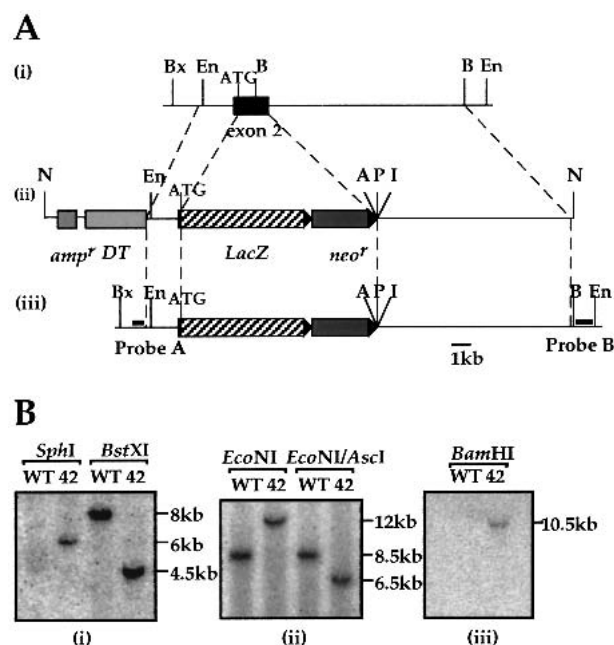 A
(i)
Bx En ATG B B En
exon 2
N En ATG A P I N
(ii)
ampʳ DT LacZ neoʳ
Bx En ATG A P I B En
(iii)
Probe A 1kb Probe B
B
SphI BstXI EcoNI EcoNI/AscI BamHI
WT 42 WT 42 WT 42 WT 42 WT 42
8kb 12kb 10.5kb
6kb 8.5kb
4.5kb 6.5kb
(i) (ii) (iii)